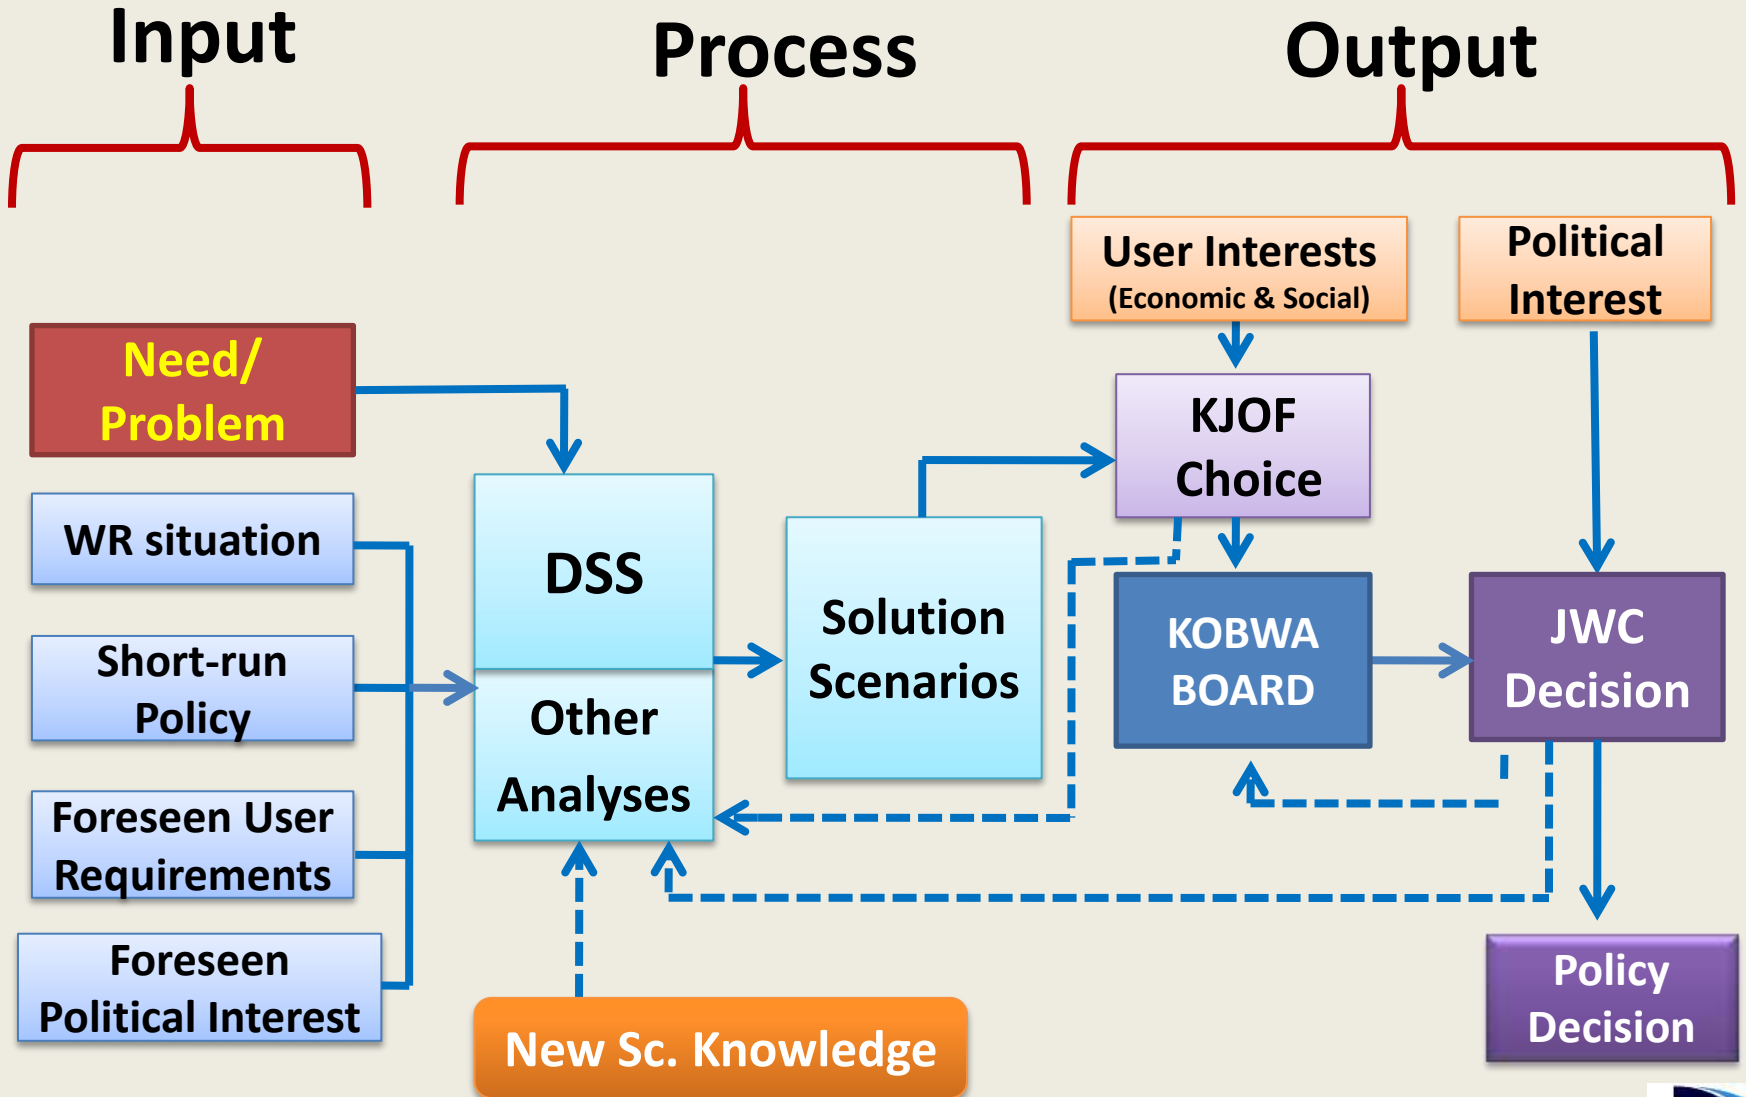 Input
Process
Output
User Interests
(Economic & Social)
Political
Interest
Need/
Problem
WR situation
Short-run
Policy
Foreseen User
Requirements
Foreseen
Political Interest
DSS
Other
Analyses
New Sc. Knowledge
Solution
Scenarios
KJOF
Choice
KOBWA
BOARD
JWC
Decision
Policy
Decision